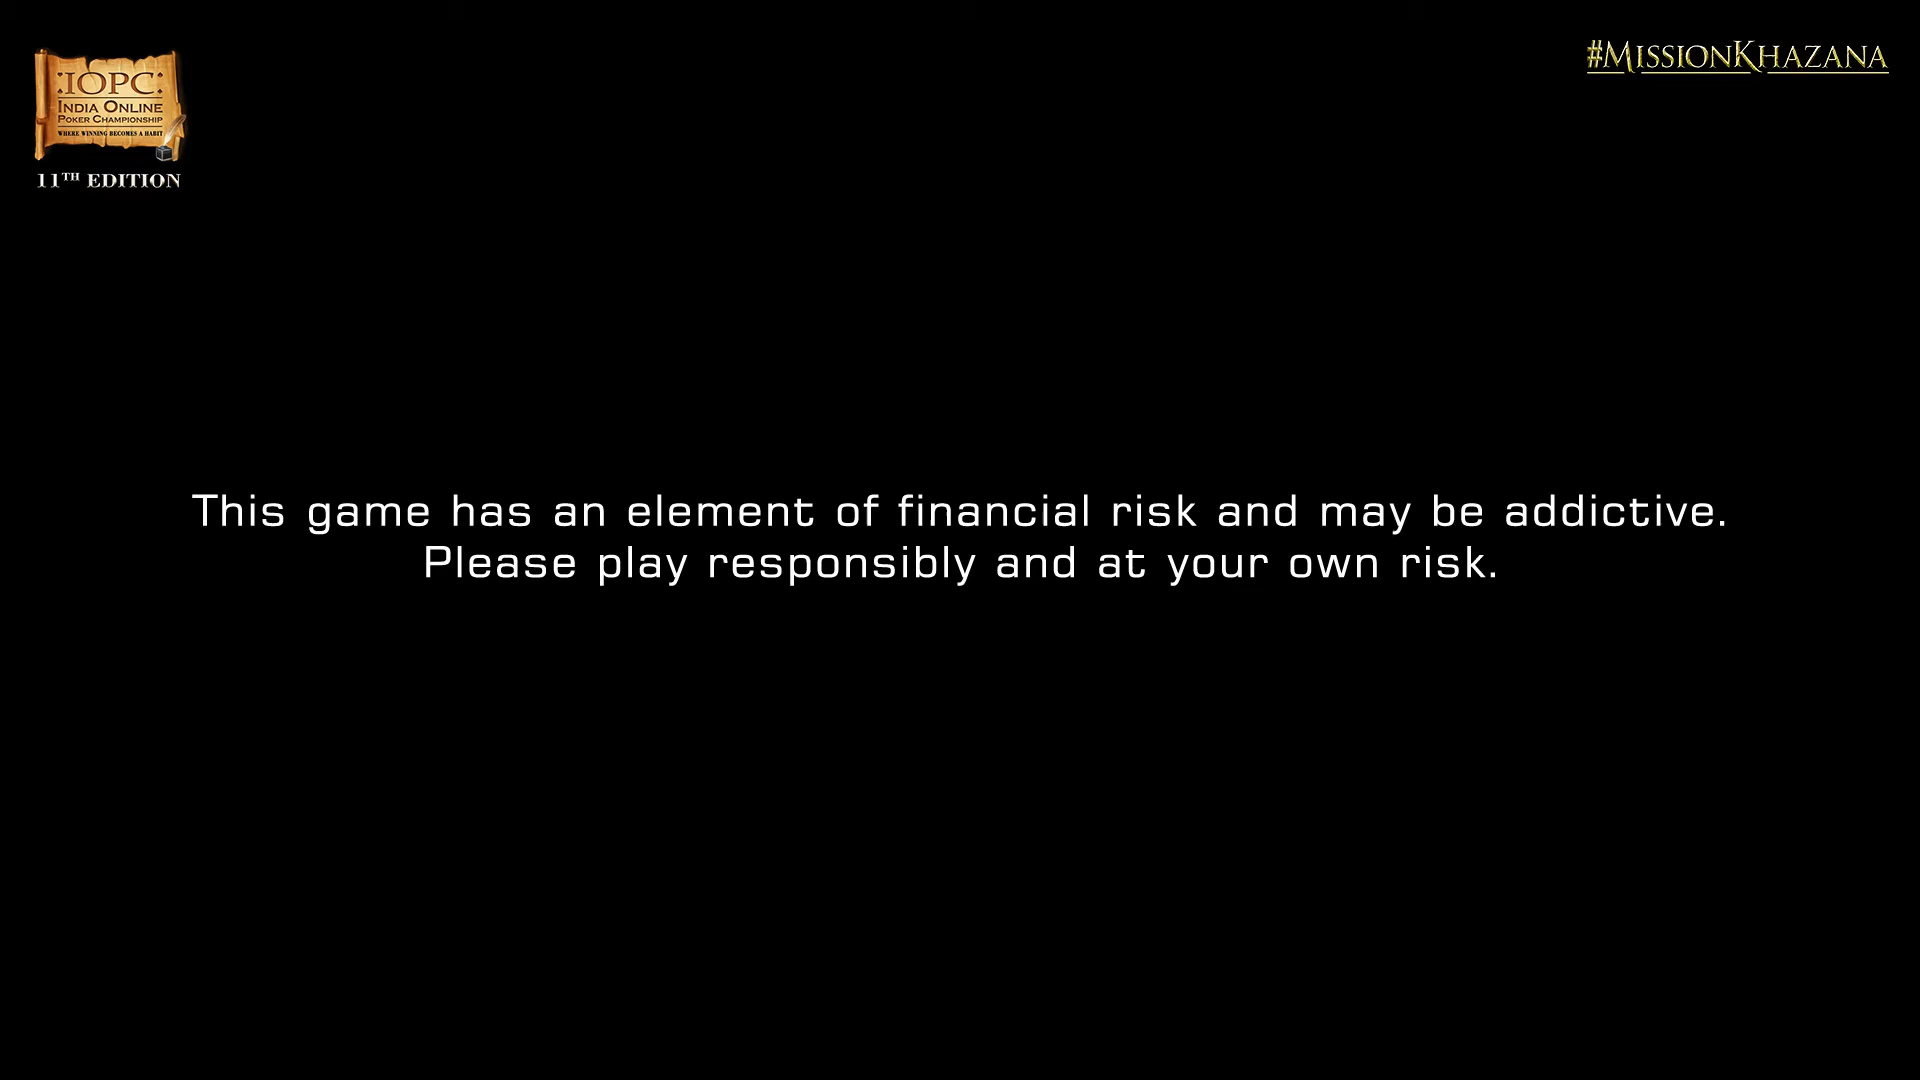 IOPC
INDIA ONLINE
POKER CHAMPIONSHIP
WHERE WINNING BECOMES A HABIT
11TH EDITION
#MISSIONKHAZANA
This game has an element of financial risk and may be addictive.
Please play responsibly and at your own risk.